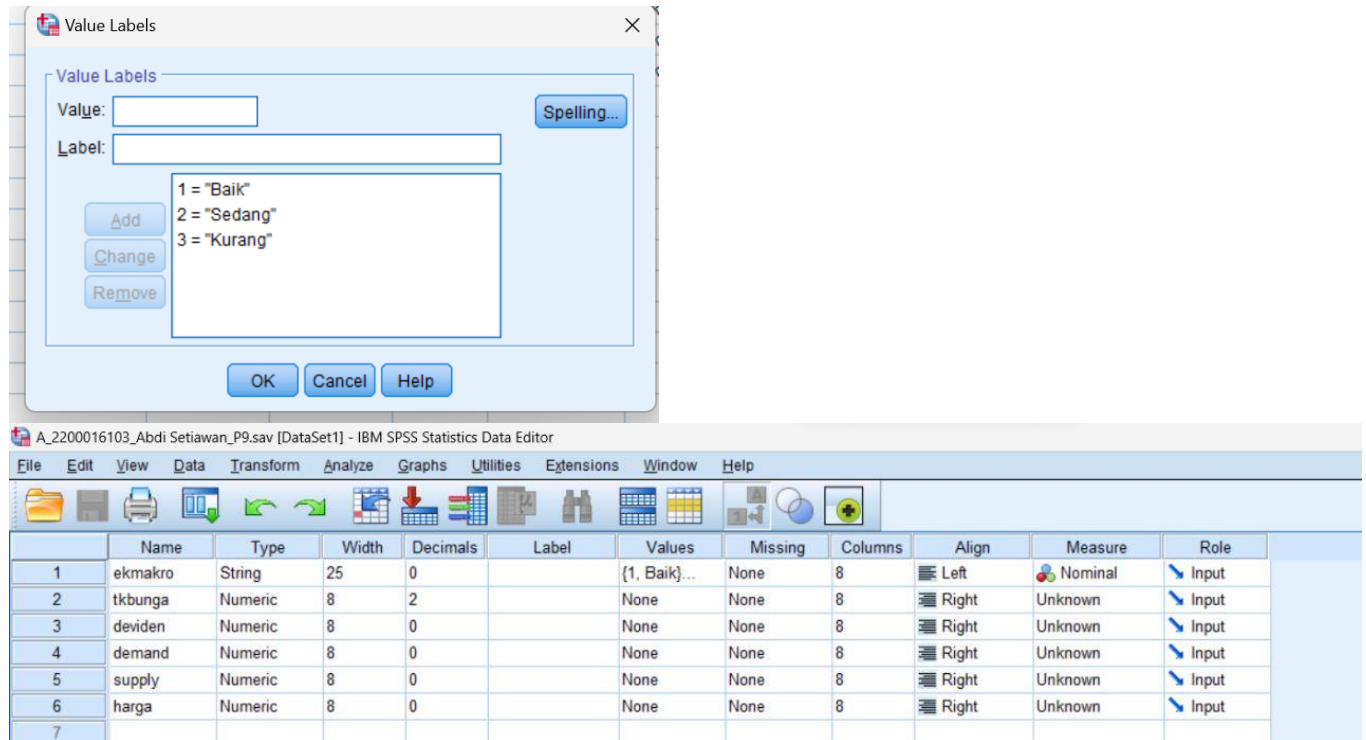 Value Labels
Value Labels
Value:
Spelling...
Label:
1 = "Baik"
2 = "Sedang"
3 = "Kurang"
Add
Change
Remove
OK Cancel Help
A_2200016103_Abdi Setiawan_P9.sav [DataSet1] - IBM SPSS Statistics Data Editor
File Edit View Data Transform Analyze Graphs Utilities Extensions Window Help
Name Type Width Decimals Label Values Missing Columns Align Measure Role
1 ekmakro String 25 0 {1, Baik}... None 8 Left Nominal Input
2 tkbunga Numeric 8 2 None None 8 Right Unknown Input
3 deviden Numeric 8 0 None None 8 Right Unknown Input
4 demand Numeric 8 0 None None 8 Right Unknown Input
5 supply Numeric 8 0 None None 8 Right Unknown Input
6 harga Numeric 8 0 None None 8 Right Unknown Input
7